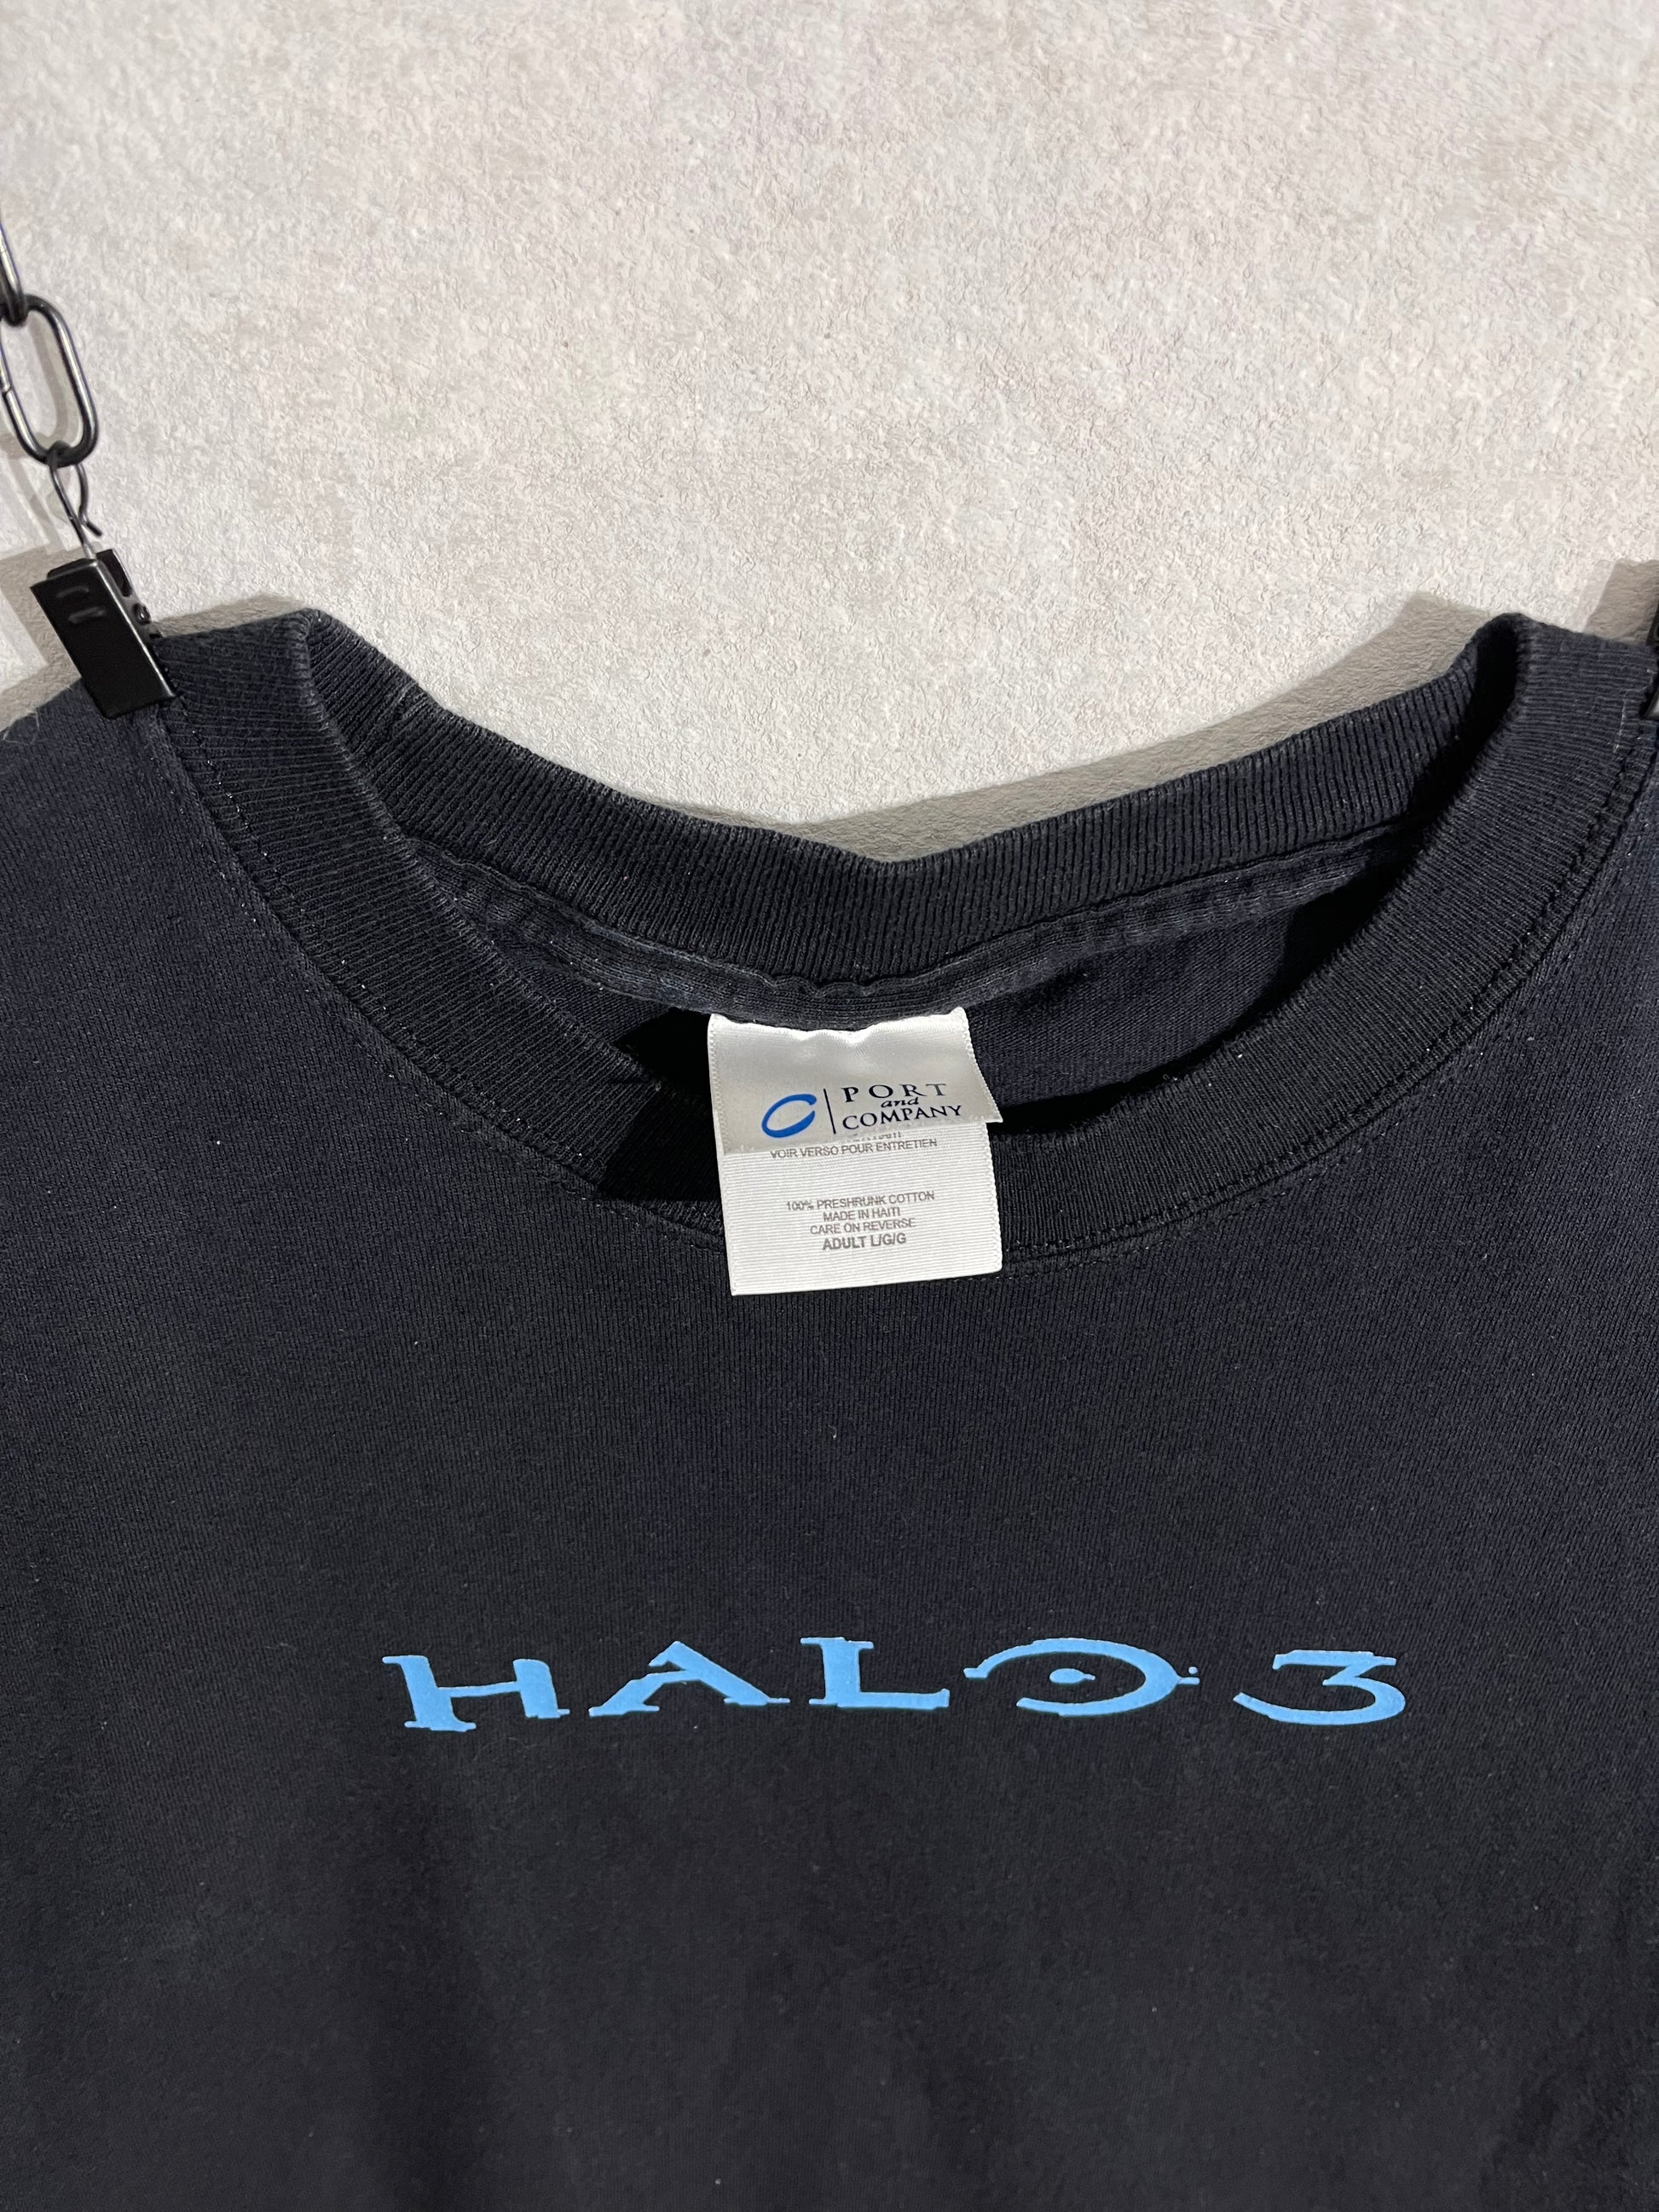 PORT
and
COMPANY
VOIR VERSO POUR ENTRETIEN
100% PRESHRUNK COTTON
MADE IN HAITI
CARE ON REVERSE
ADULT L/G/G
HALO 3